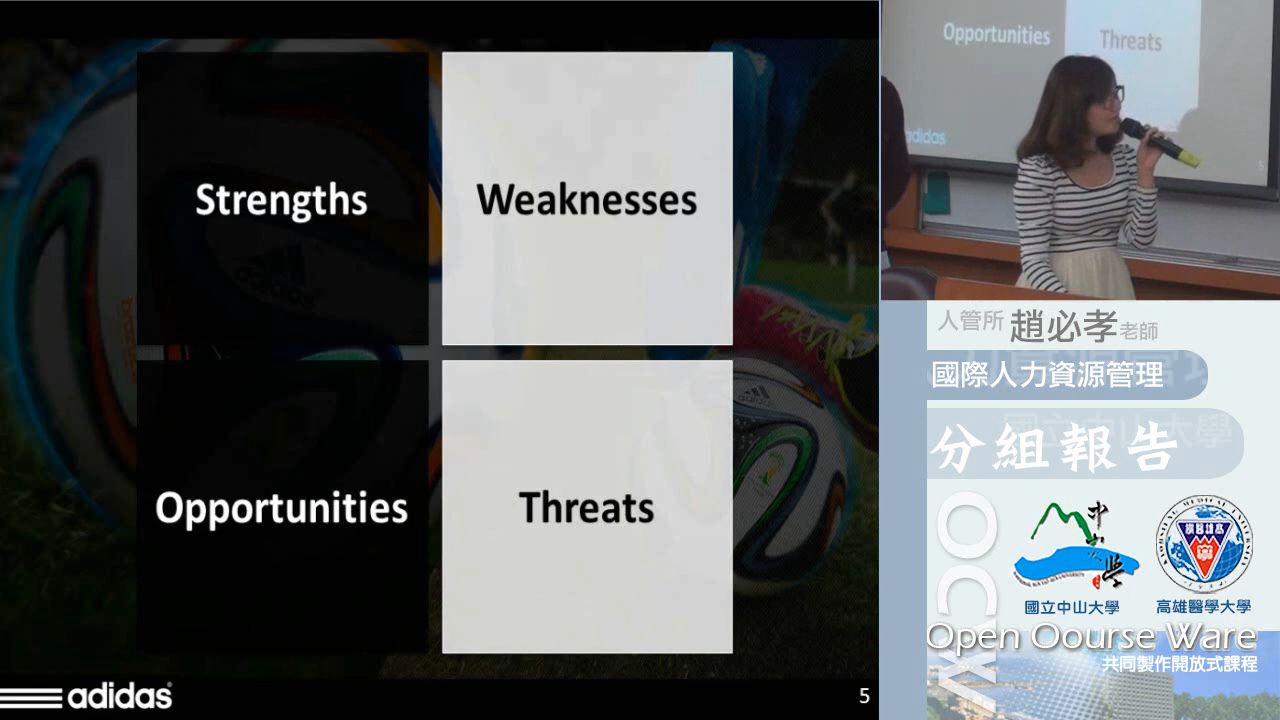 Strengths
Weaknesses
Opportunities
Threats
adidas
5
Opportunities
Threats
adidas
人管所 趙必孝老師
國際人力資源管理
分組報告
OCW
國立中山大學
高雄醫學大學
Open Oourse Ware
共同製作開放式課程